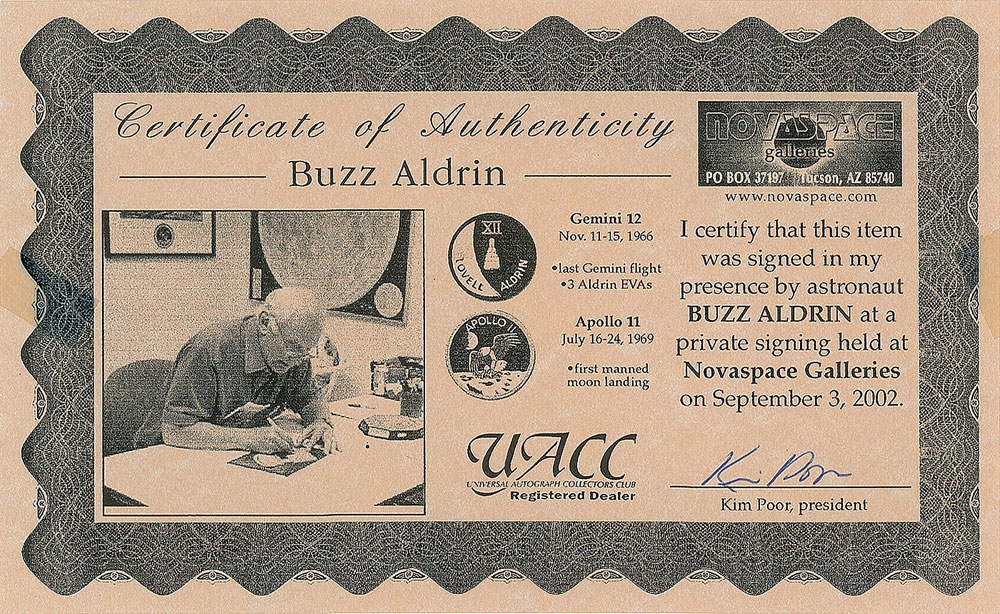 Certificate of Authenticity
Buzz Aldrin
NOVASPACE
galleries
PO BOX 37197 Tucson, AZ 85740
www.novaspace.com
XII
LOVELL ALDRIN
Gemini 12
Nov. 11-15, 1966
•last Gemini flight
•3 Aldrin EVAs
APOLLO 11
Apollo 11
July 16-24, 1969
•first manned
moon landing
UACC
UNIVERSAL AUTOGRAPH COLLECTORS CLUB
Registered Dealer
I certify that this item
was signed in my
presence by astronaut
BUZZ ALDRIN at a
private signing held at
Novaspace Galleries
on September 3, 2002.
Kim Poor
Kim Poor, president